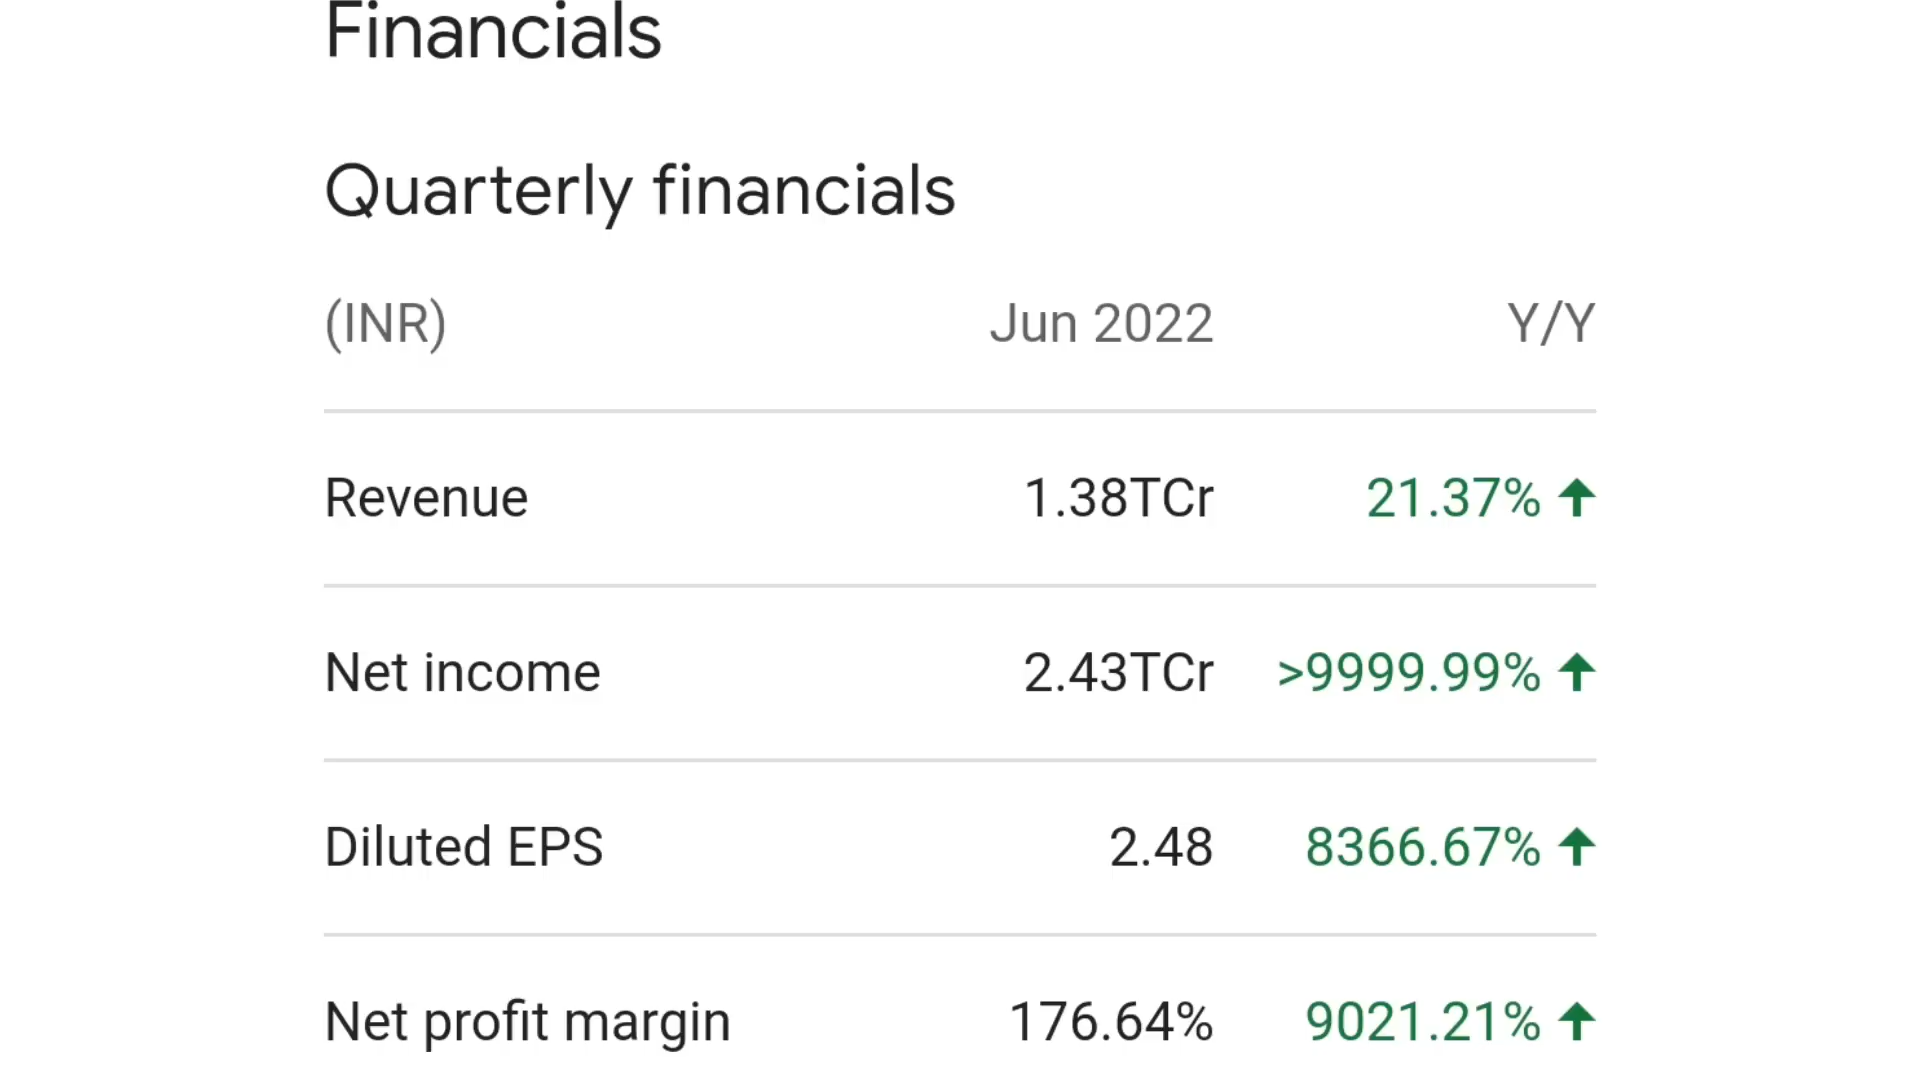 Financials
Quarterly financials
(INR) Jun 2022 Y/Y
Revenue 1.38TCr 21.37% ↑
Net income 2.43TCr >9999.99% ↑
Diluted EPS 2.48 8366.67% ↑
Net profit margin 176.64% 9021.21% ↑